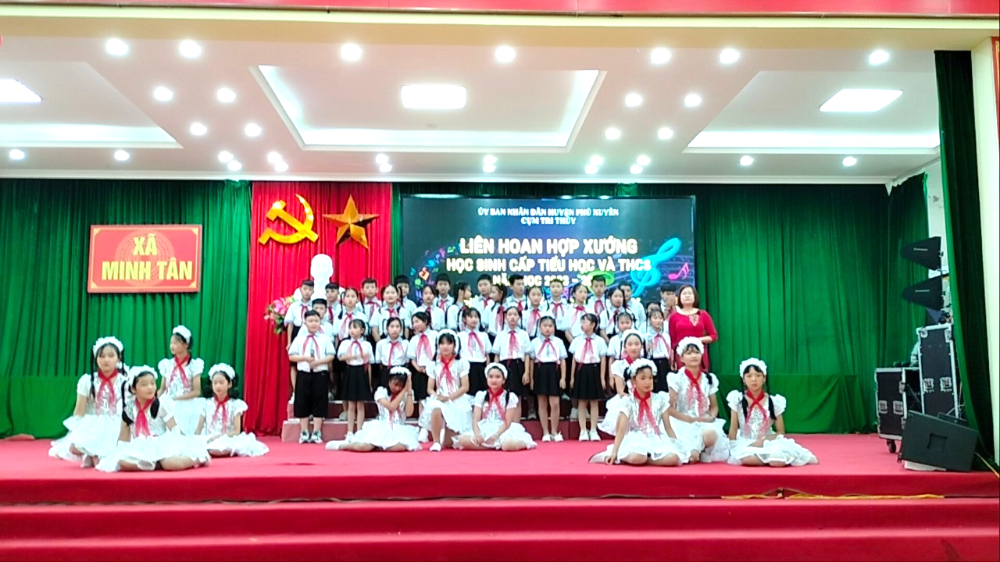 XÃ
MINH TÂN
ỦY BAN NHÂN DÂN HUYỆN PHÚ XUYÊN
CỤM TRI THỦY
LIÊN HOAN HỢP XƯỚNG
HỌC SINH CẤP TIỂU HỌC VÀ THCS
HỌC